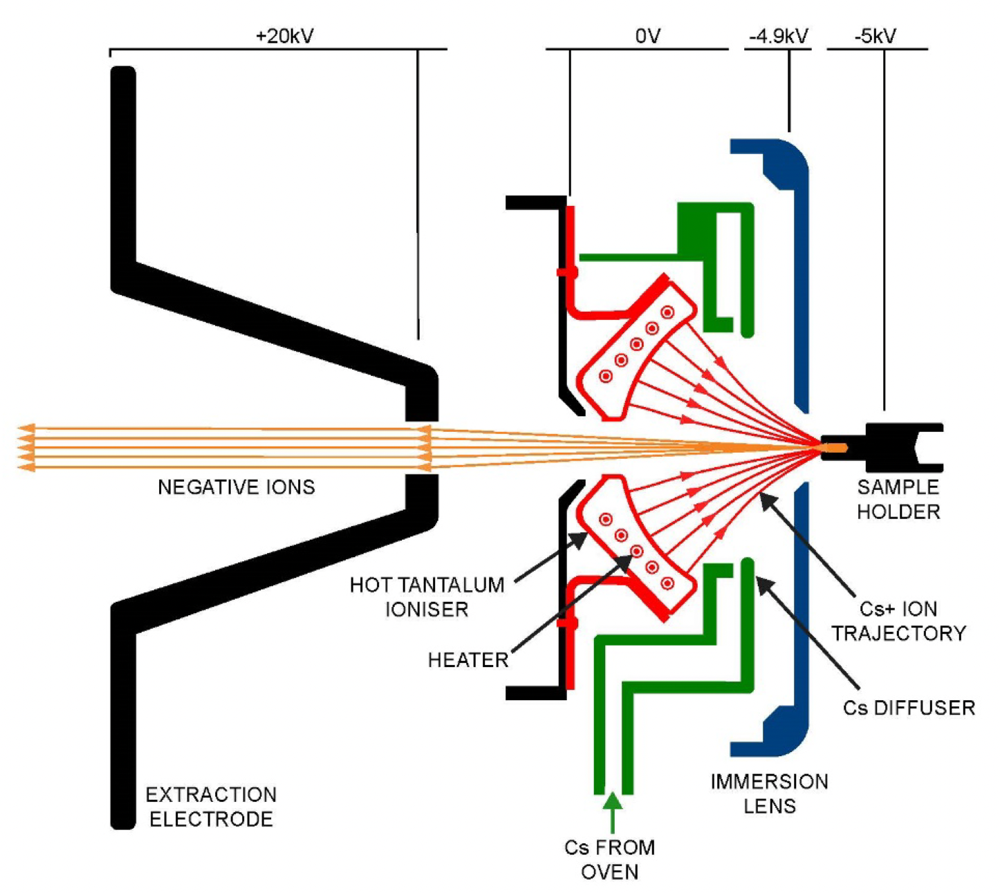 +20kV
0V
-4.9kV
-5kV
NEGATIVE IONS
SAMPLE
HOLDER
HOT TANTALUM
IONISER
HEATER
Cs+ ION
TRAJECTORY
Cs DIFFUSER
EXTRACTION
ELECTRODE
IMMERSION
LENS
Cs FROM
OVEN